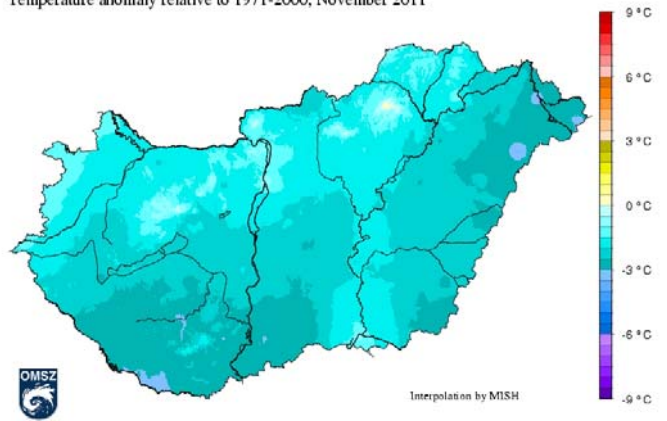 Temperature anomaly relative to 1971-2000, November 2011
9 °C
6 °C
3 °C
0 °C
-3 °C
-6 °C
-9 °C
OMSZ
Interpolation by MISH